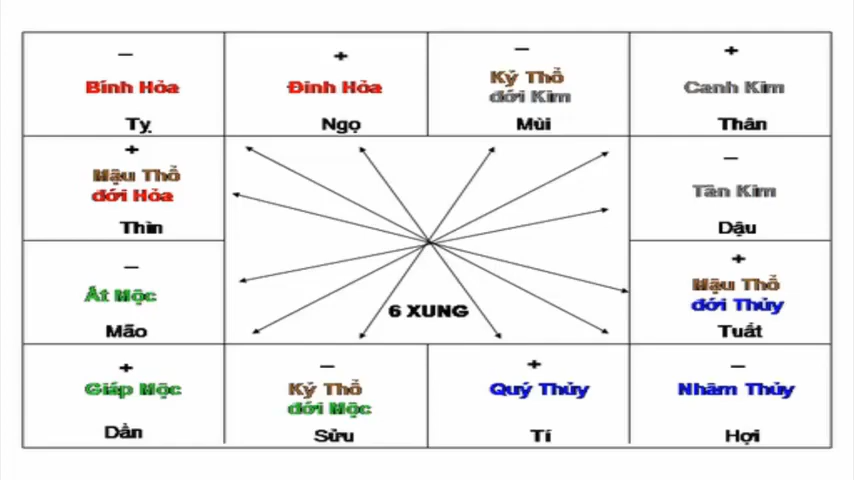 − + − +
Bính Hỏa Đinh Hỏa Kỷ Thổ Canh Kim
đới Kim
Tỵ Ngọ Mùi Thân
+ −
Mậu Thổ Tân Kim
đới Hỏa
Thìn Dậu
− +
Ất Mộc Mậu Thổ
đới Thủy
6 XUNG
Mão Tuất
+ − + −
Giáp Mộc Kỷ Thổ Quý Thủy Nhâm Thủy
đới Mộc
Dần Sửu Tí Hợi